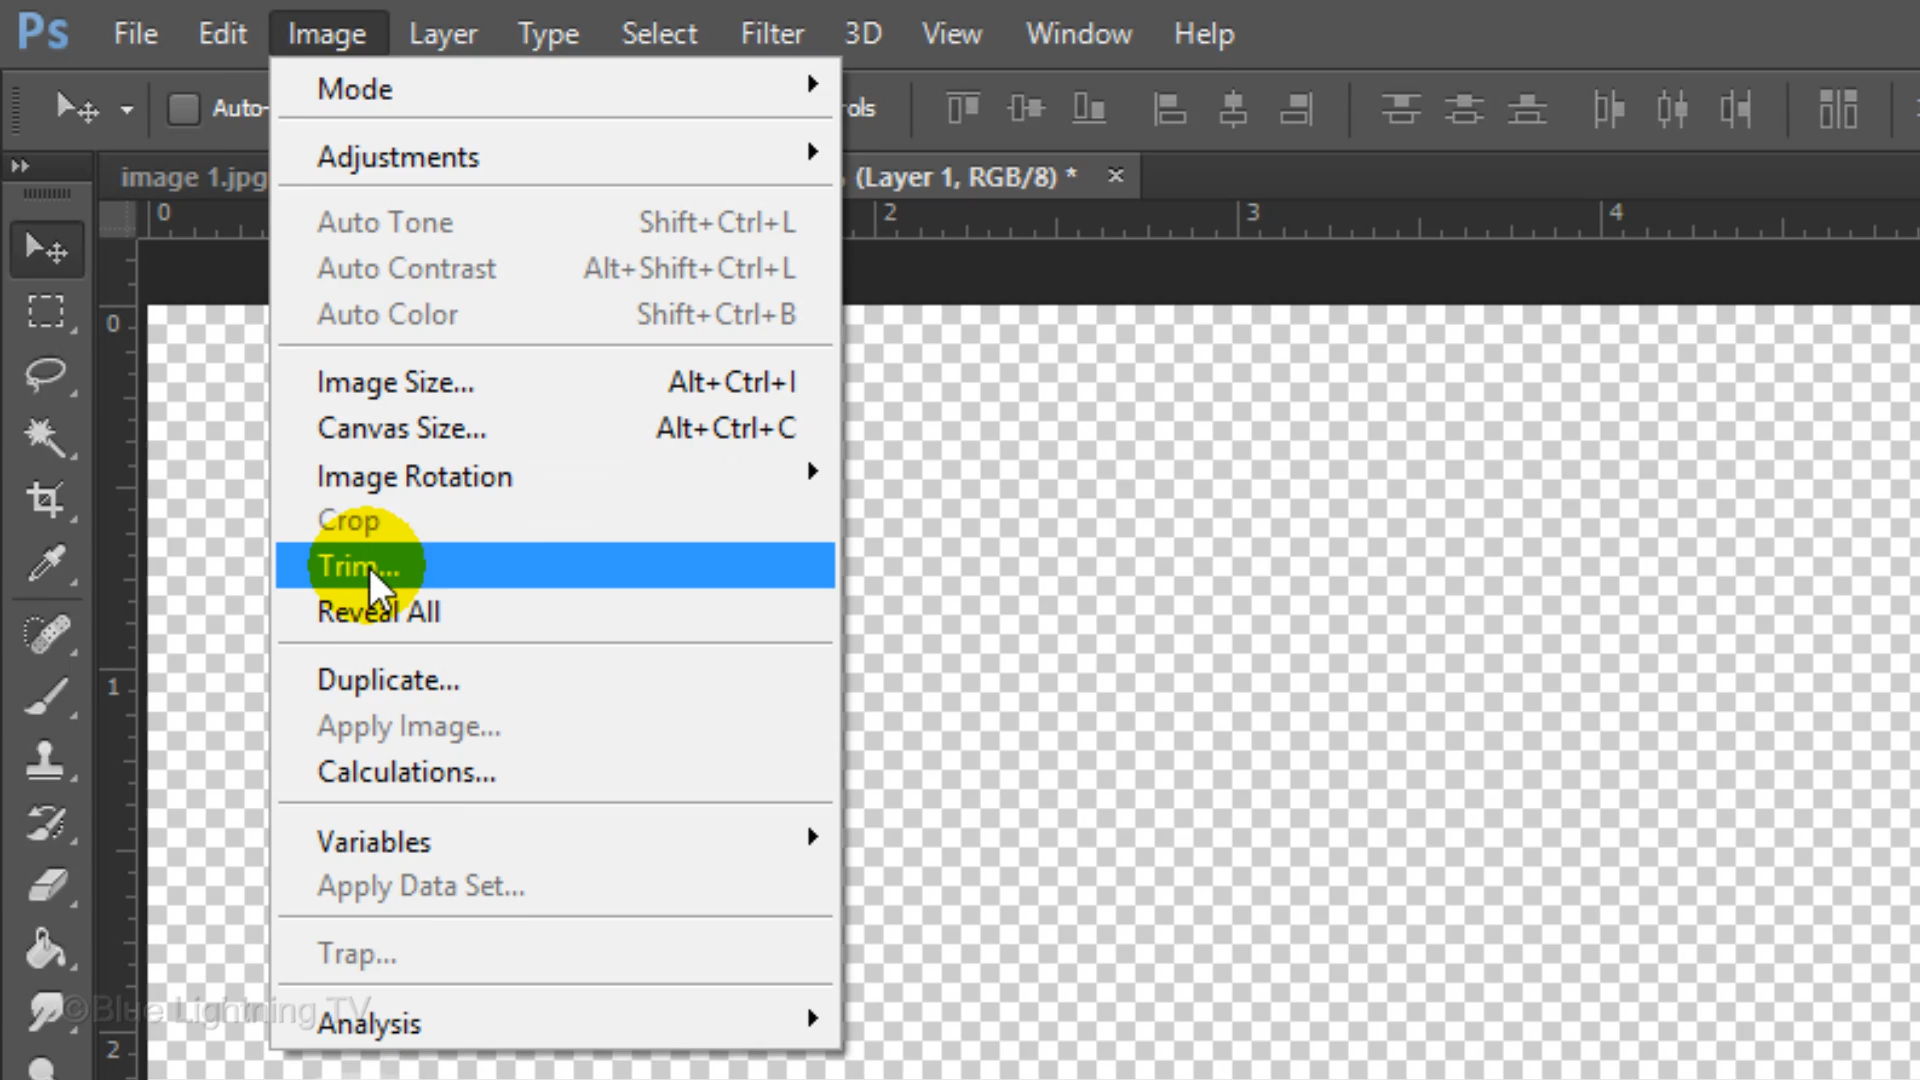 Ps File Edit Image Layer Type Select Filter 3D View Window Help
Auto-
ols
image 1.jpg
(Layer 1, RGB/8) *
0 2 3 4
0
1
2
Mode
Adjustments
Auto Tone Shift+Ctrl+L
Auto Contrast Alt+Shift+Ctrl+L
Auto Color Shift+Ctrl+B
Image Size... Alt+Ctrl+I
Canvas Size... Alt+Ctrl+C
Image Rotation
Crop
Trim...
Reveal All
Duplicate...
Apply Image...
Calculations...
Variables
Apply Data Set...
Trap...
Analysis
©Blue Lightning TV